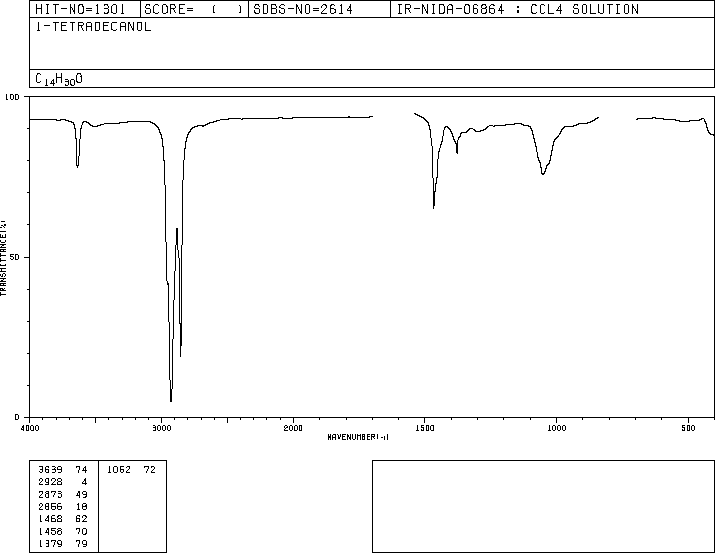 HIT-NO=1301 SCORE= ( ) SDBS-NO=2614 IR-NIDA-06864 : CCL4 SOLUTION
1-TETRADECANOL
C14H30O
100
50
0
TRANSMITTANCE(%)
4000 3000 2000 1500 1000 500
WAVENUMBER(-1)
3639 74 1052 72
2928 4
2873 49
2856 18
1468 62
1458 70
1379 79